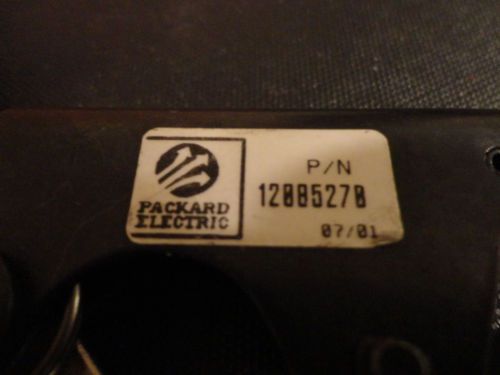 PACKARD
ELECTRIC
P/N
12085270
07/01